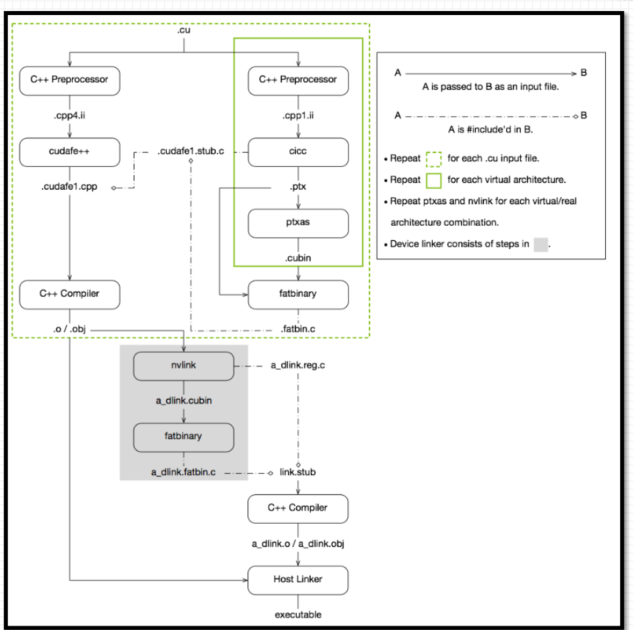 .cu
C++ Preprocessor
C++ Preprocessor
.cpp4.ii
.cpp1.ii
cudafe++
.cudafe1.stub.c
cicc
.cudafe1.cpp
.ptx
ptxas
.cubin
C++ Compiler
fatbinary
.o / .obj
.fatbin.c
nvlink
a_dlink.reg.c
a_dlink.cubin
fatbinary
a_dlink.fatbin.c
link.stub
C++ Compiler
a_dlink.o / a_dlink.obj
Host Linker
executable
A B
A is passed to B as an input file.
A B
A is #include'd in B.
• Repeat for each .cu input file.
• Repeat for each virtual architecture.
• Repeat ptxas and nvlink for each virtual/real
architecture combination.
• Device linker consists of steps in .